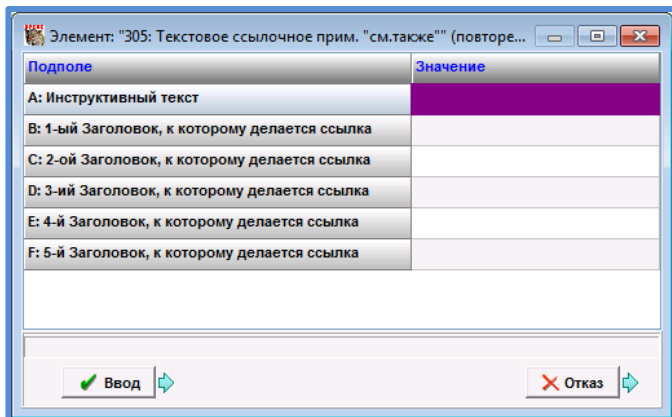 Элемент: "305: Текстовое ссылочное прим. "см.также"" (повторе...
Подполе Значение
A: Инструктивный текст
B: 1-ый Заголовок, к которому делается ссылка
C: 2-ой Заголовок, к которому делается ссылка
D: 3-ий Заголовок, к которому делается ссылка
E: 4-й Заголовок, к которому делается ссылка
F: 5-й Заголовок, к которому делается ссылка
Ввод Отказ